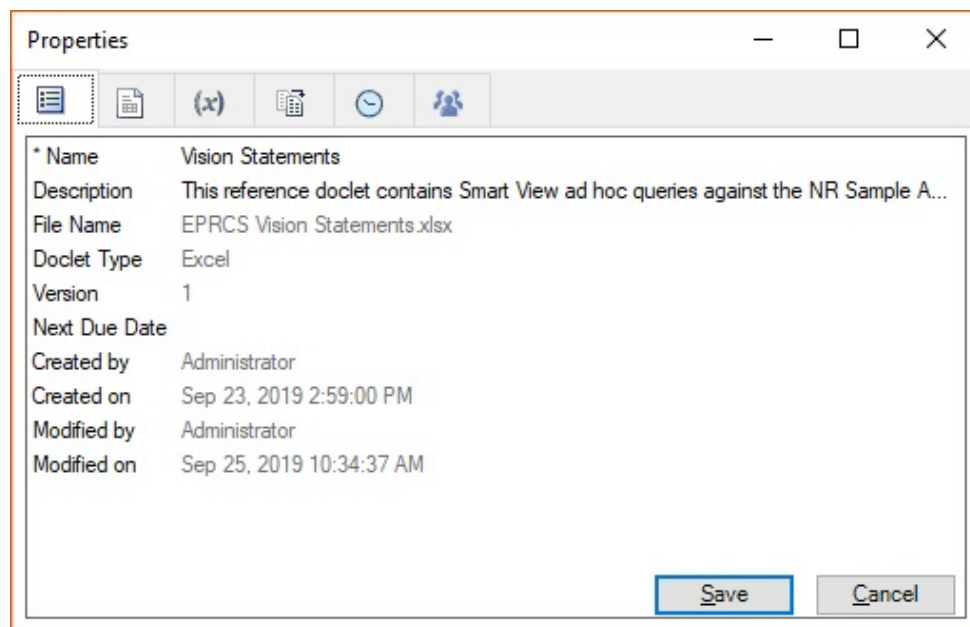 Properties
(x)
* Name Vision Statements
Description This reference doclet contains Smart View ad hoc queries against the NR Sample A...
File Name EPRCS Vision Statements.xlsx
Doclet Type Excel
Version 1
Next Due Date
Created by Administrator
Created on Sep 23, 2019 2:59:00 PM
Modified by Administrator
Modified on Sep 25, 2019 10:34:37 AM
Save Cancel